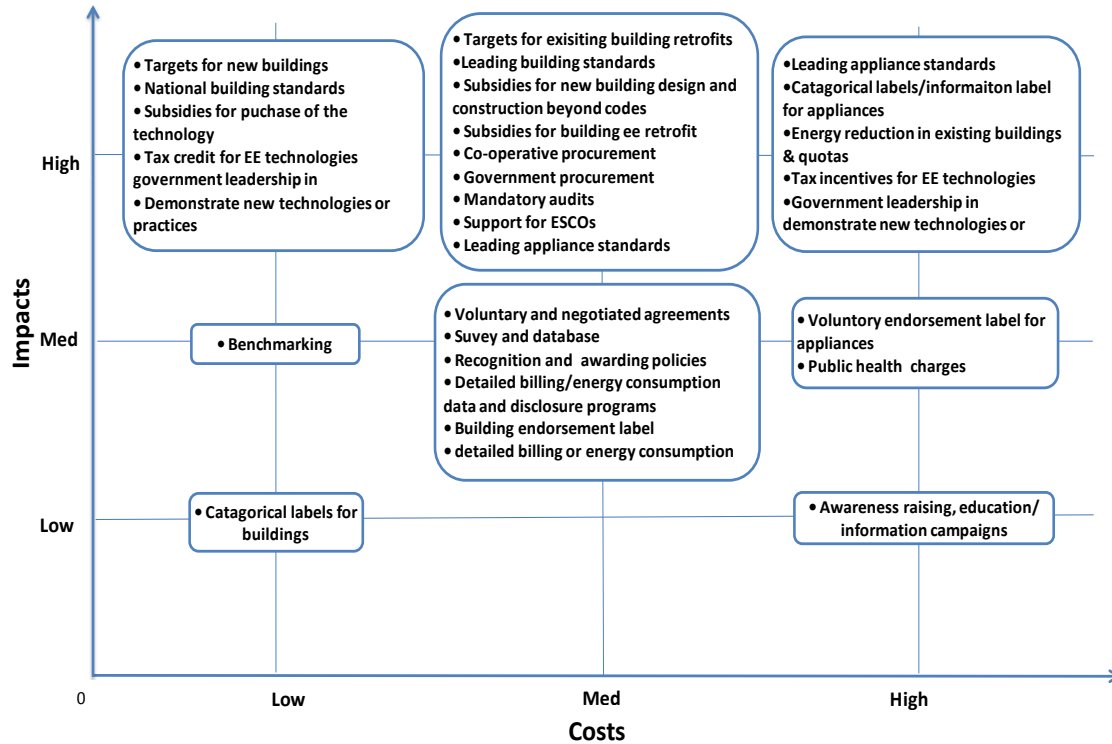 Impacts
High
Med
Low
• Targets for new buildings
• National building standards
• Subsidies for puchase of the
technology
• Tax credit for EE technologies
government leadership in
• Demonstrate new technologies or
practices
• Targets for exisiting building retrofits
•Leading building standards
• Subsidies for new building design and
construction beyond codes
• Subsidies for building ee retrofit
• Co-operative procurement
• Government procurement
• Mandatory audits
• Support for ESCOs
• Leading appliance standards
•Leading appliance standards
•Catagorical labels/informaiton label
for appliances
•Energy reduction in existing buildings
& quotas
•Tax incentives for EE technologies
•Government leadership in
demonstrate new technologies or
• Benchmarking
• Voluntary and negotiated agreements
• Suvey and database
• Recognition and awarding policies
• Detailed billing/energy consumption
data and disclosure programs
• Building endorsement label
• detailed billing or energy consumption
• Voluntory endorsement label for
appliances
• Public health charges
• Catagorical labels for
buildings
• Awareness raising, education/
information campaigns
0
Low
Med
High
Costs